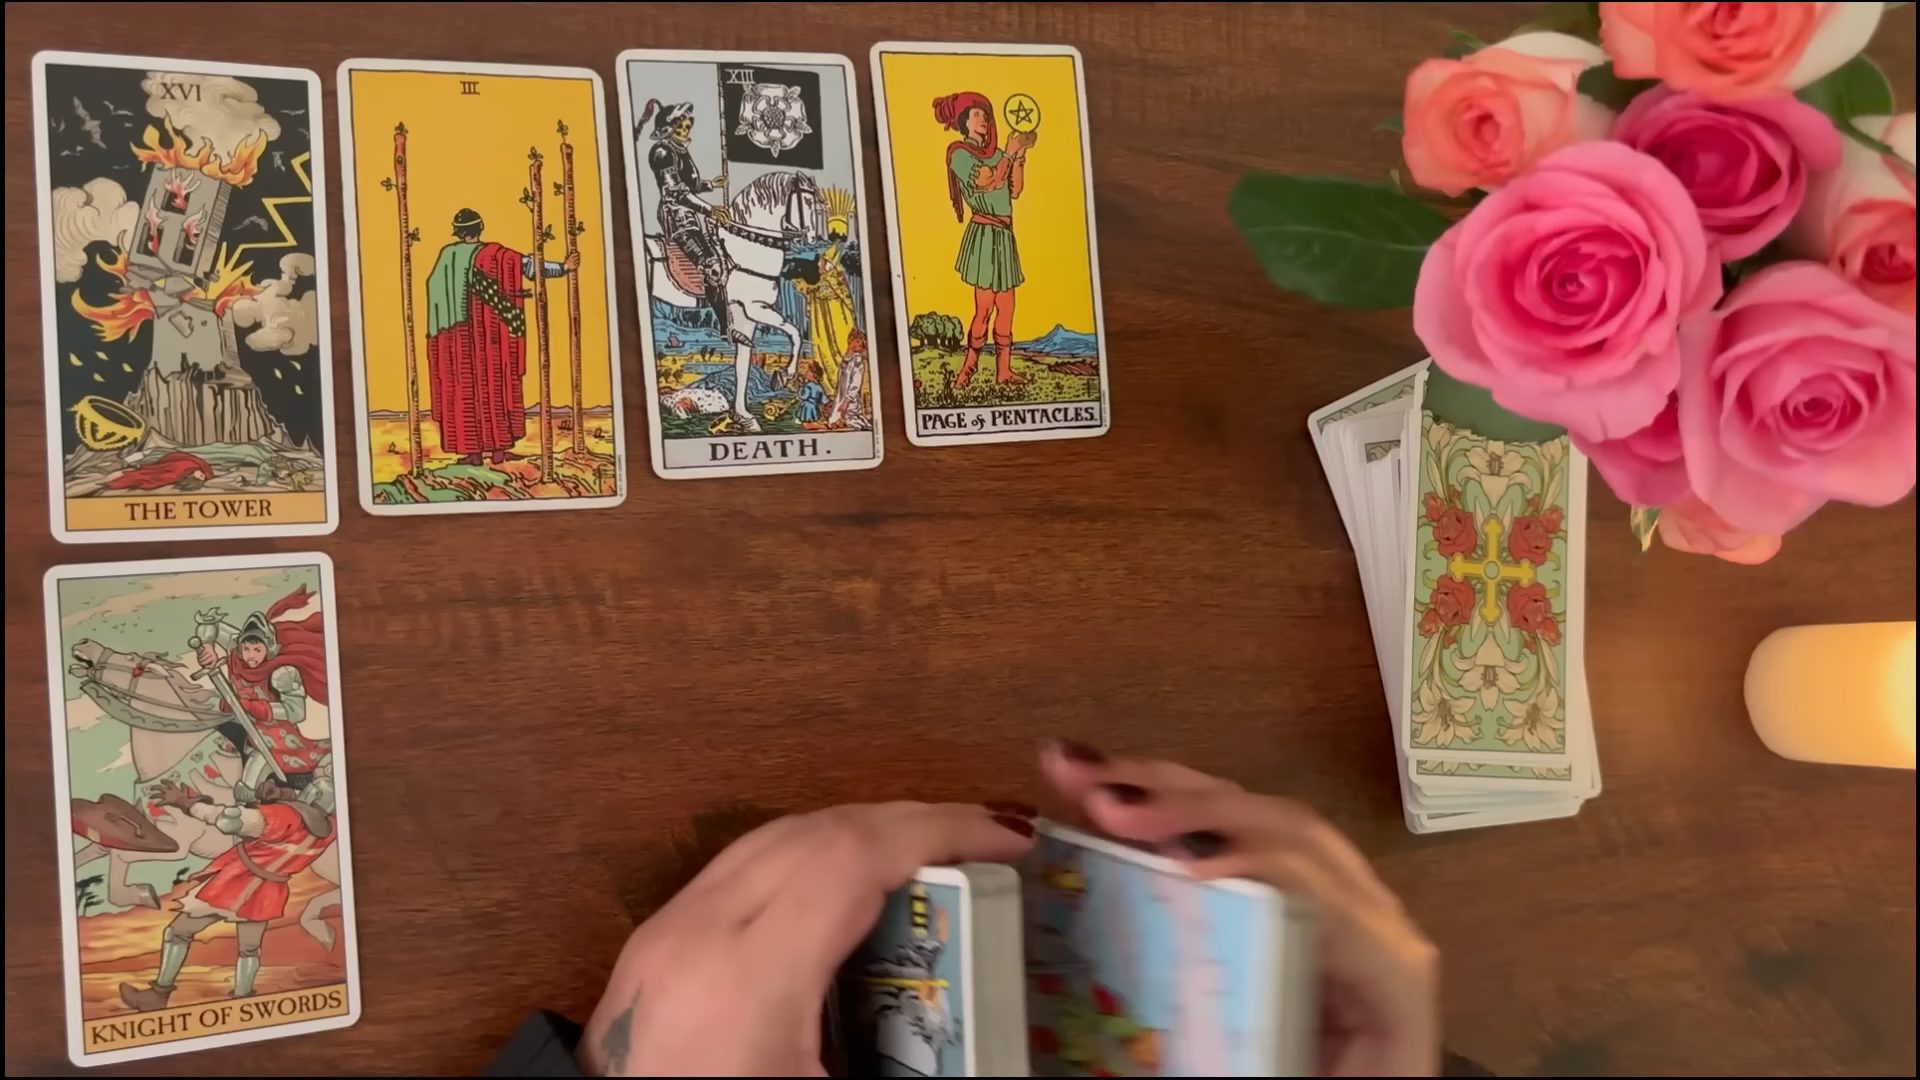 XVI
THE TOWER
III
XIII
DEATH.
PAGE of PENTACLES.
KNIGHT OF SWORDS